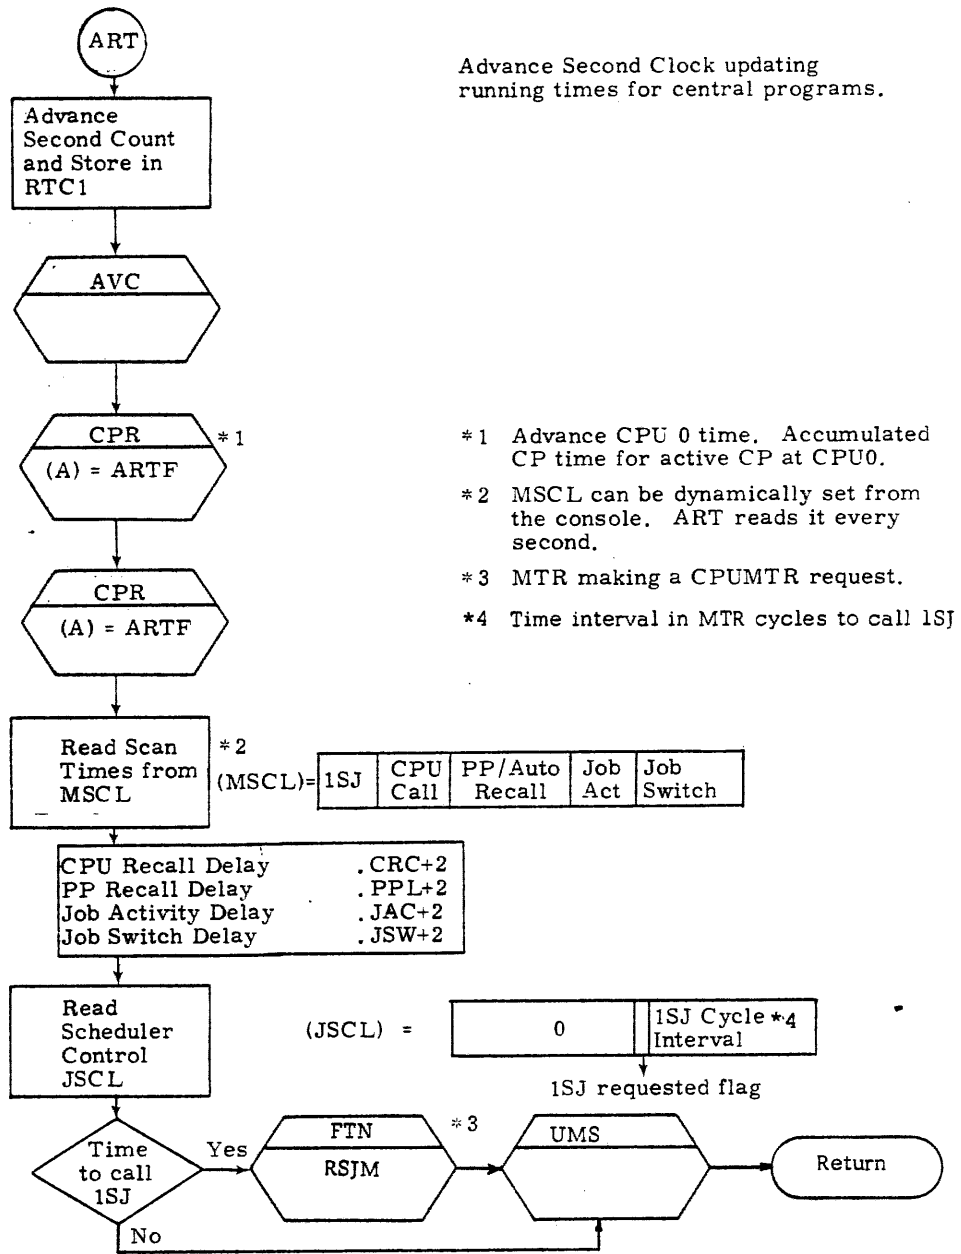 ART
Advance Second Clock updating
running times for central programs.
Advance
Second Count
and Store in
RTC1
AVC
CPR
*1
(A) = ARTF
*1 Advance CPU 0 time. Accumulated
CP time for active CP at CPU0.
*2 MSCL can be dynamically set from
the console. ART reads it every
second.
*3 MTR making a CPUMTR request.
*4 Time interval in MTR cycles to call 1SJ
CPR
(A) = ARTF
Read Scan
Times from
MSCL
*2
(MSCL)=
1SJ
CPU
Call
PP/Auto
Recall
Job
Act
Job
Switch
CPU Recall Delay .CRC+2
PP Recall Delay .PPL+2
Job Activity Delay .JAC+2
Job Switch Delay .JSW+2
Read
Scheduler
Control
JSCL
(JSCL) =
0
1SJ Cycle *4
Interval
1SJ requested flag
Time
to call
1SJ
Yes
FTN
RSJM
*3
UMS
Return
No